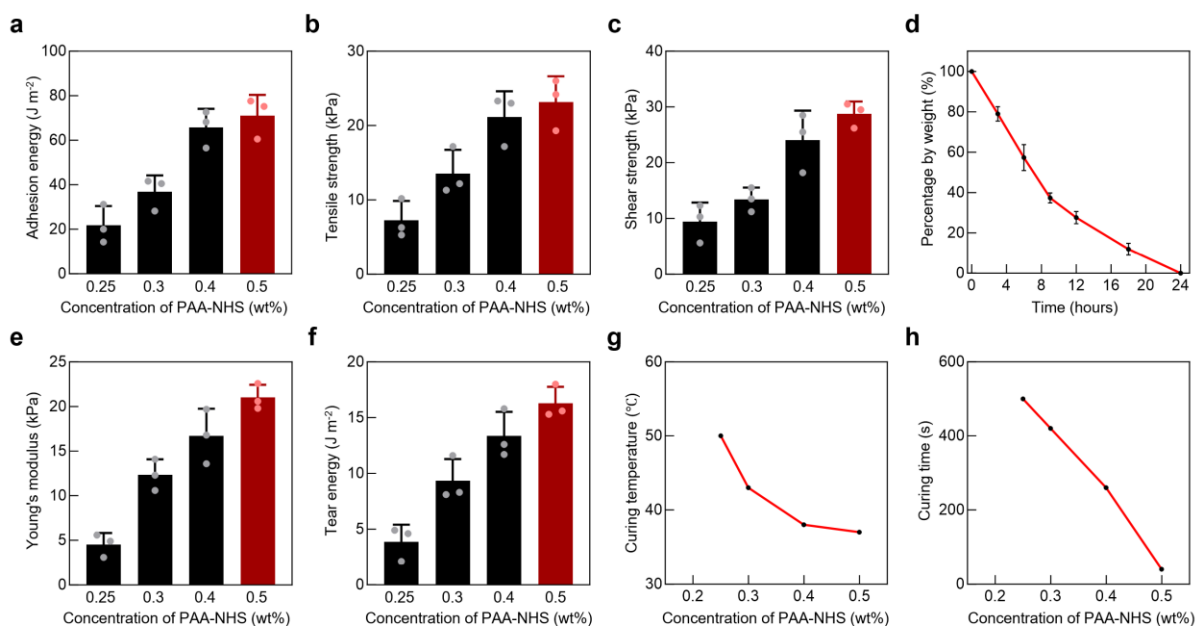 a
Adhesion energy (J m⁻²)
100
80
60
40
20
0
0.25 0.3 0.4 0.5
Concentration of PAA-NHS (wt%)
b
Tensile strength (kPa)
30
20
10
0
0.25 0.3 0.4 0.5
Concentration of PAA-NHS (wt%)
c
Shear strength (kPa)
40
30
20
10
0
0.25 0.3 0.4 0.5
Concentration of PAA-NHS (wt%)
d
Percentage by weight (%)
100
80
60
40
20
0
0 4 8 12 16 20 24
Time (hours)
e
Young's modulus (kPa)
25
20
15
10
5
0
0.25 0.3 0.4 0.5
Concentration of PAA-NHS (wt%)
f
Tear energy (J m⁻²)
20
15
10
5
0
0.25 0.3 0.4 0.5
Concentration of PAA-NHS (wt%)
g
Curing temperature (℃)
60
50
40
30
0.2 0.3 0.4 0.5
Concentration of PAA-NHS (wt%)
h
Curing time (s)
600
400
200
0
0.2 0.3 0.4 0.5
Concentration of PAA-NHS (wt%)